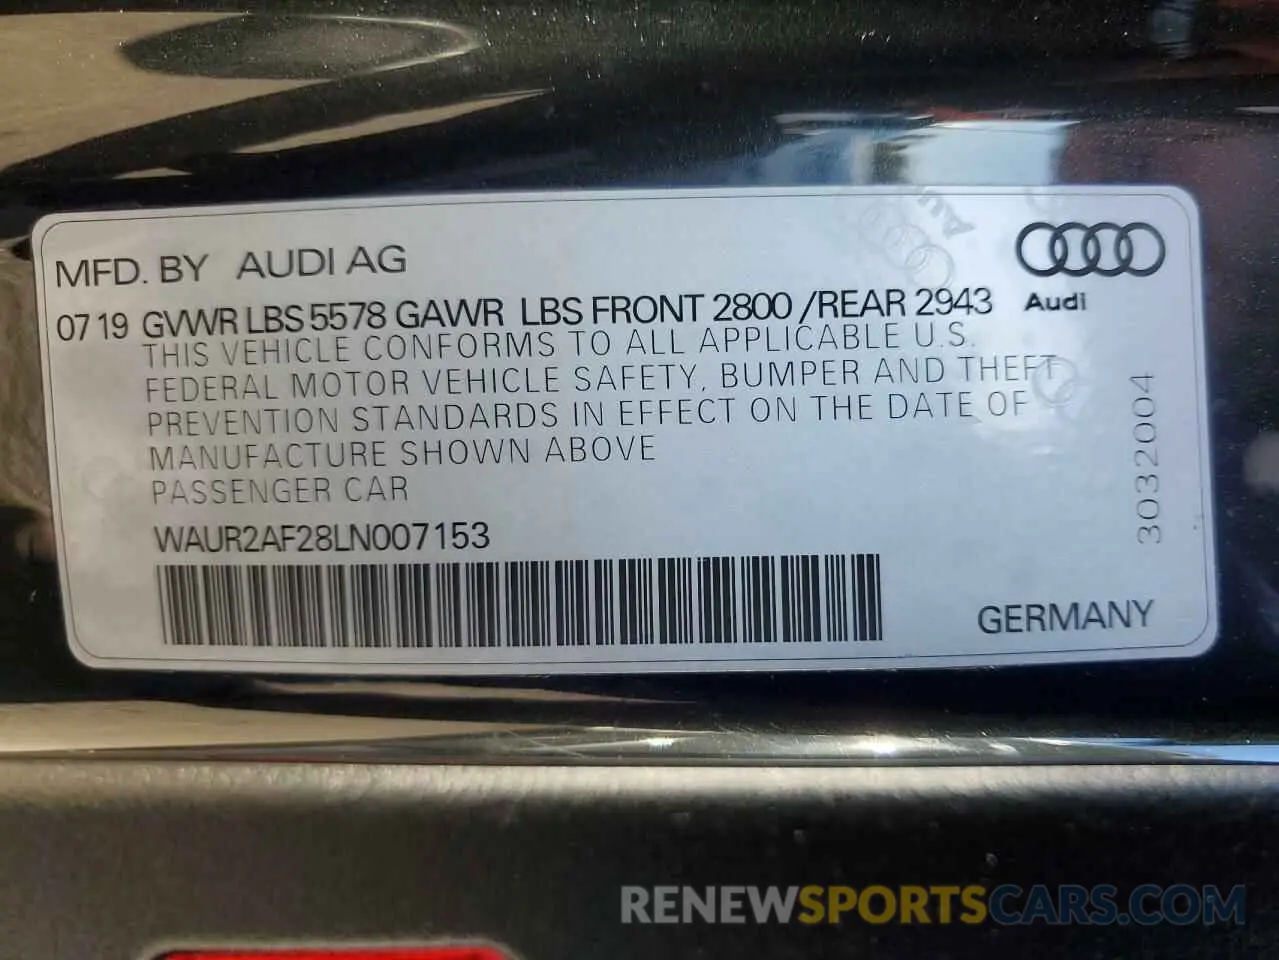 MFD. BY AUDI AG
07 19 GVWR LBS 5578 GAWR LBS FRONT 2800 /REAR 2943
Audi
THIS VEHICLE CONFORMS TO ALL APPLICABLE U.S.
FEDERAL MOTOR VEHICLE SAFETY, BUMPER AND THEFT
PREVENTION STANDARDS IN EFFECT ON THE DATE OF
MANUFACTURE SHOWN ABOVE
PASSENGER CAR
WAUR2AF28LN007153
3032004
GERMANY
RENEWSPORTSCARS.COM